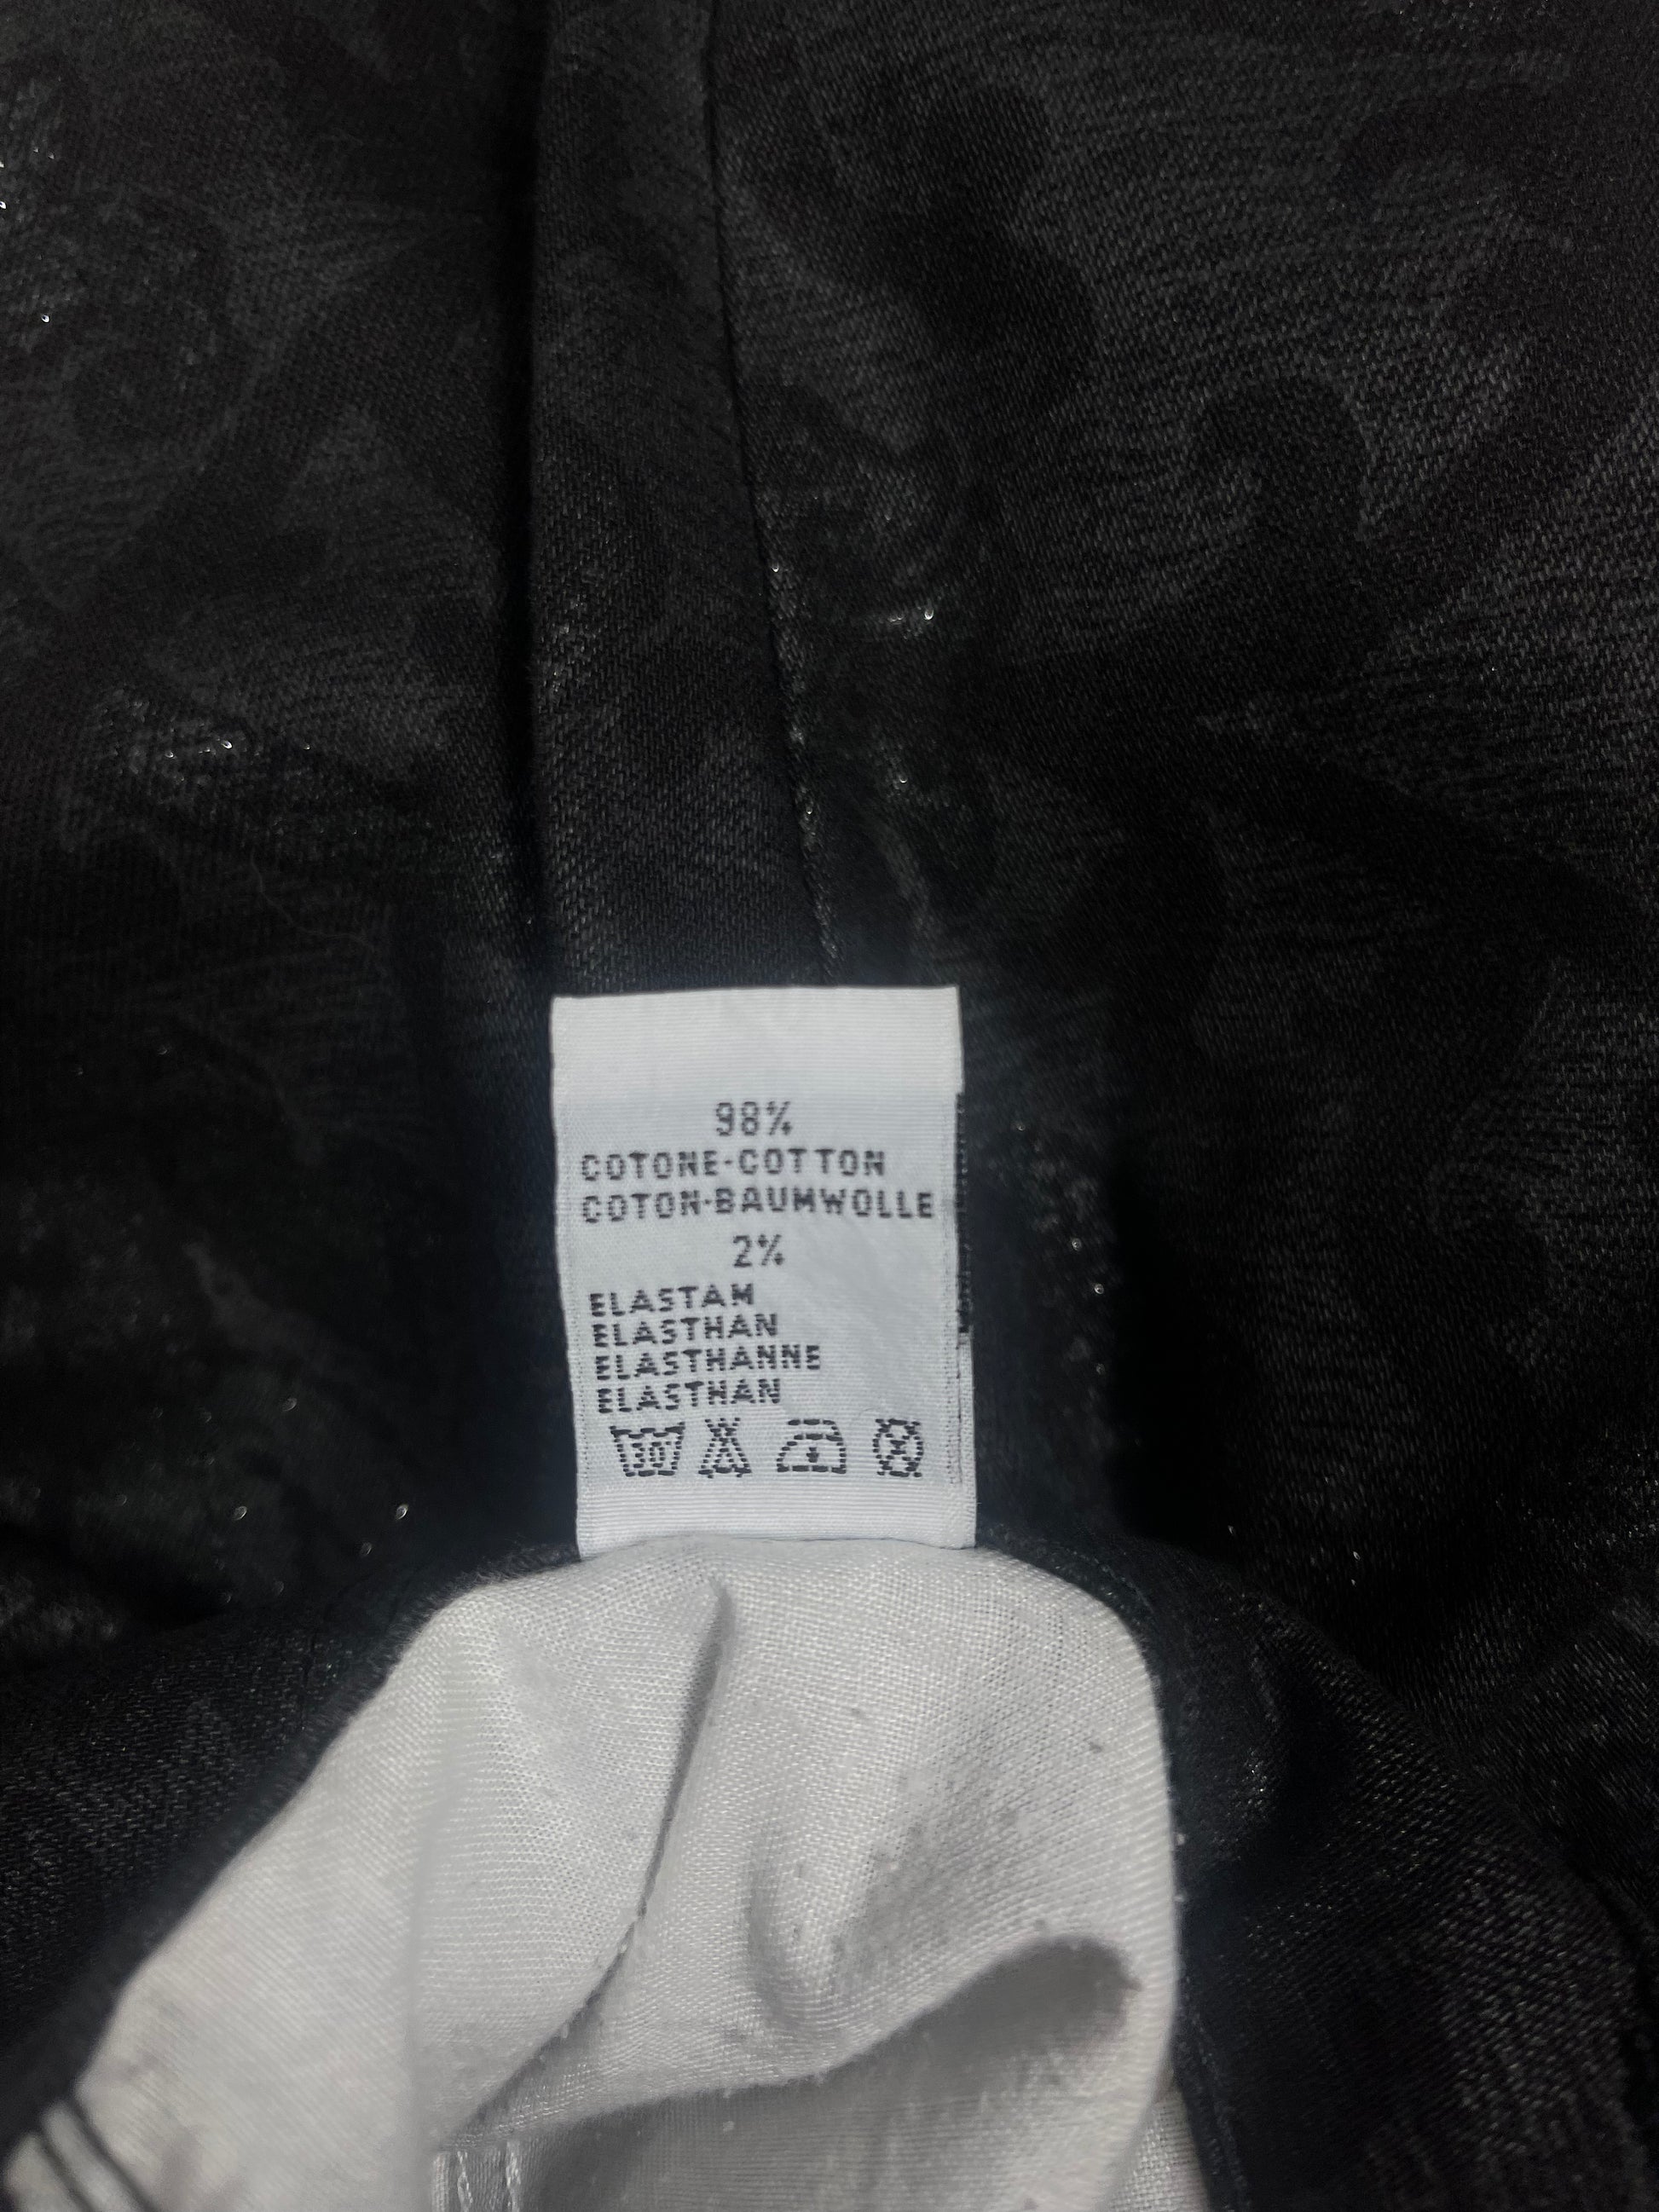 98%
COTONE-COTTON
COTON-BAUMWOLLE
2%
ELASTAM
ELASTHAN
ELASTHANNE
ELASTHAN
30